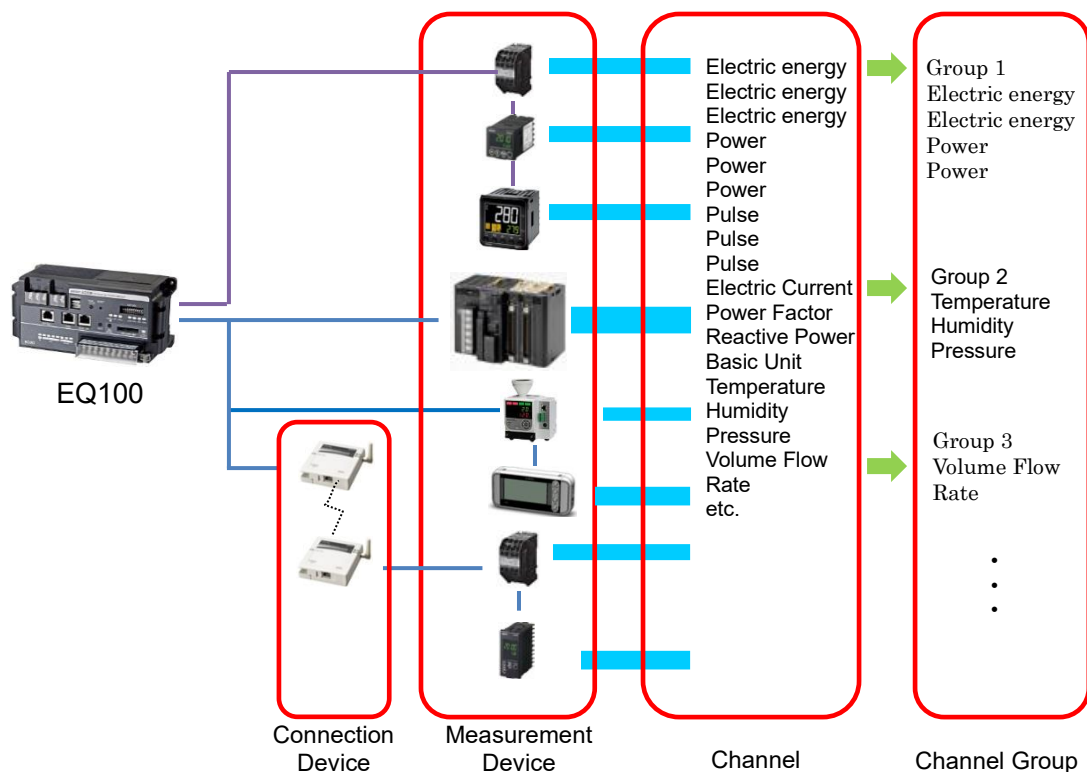 EQ100
280
Electric energy
Electric energy
Electric energy
Power
Power
Power
Pulse
Pulse
Pulse
Electric Current
Power Factor
Reactive Power
Basic Unit
Temperature
Humidity
Pressure
Volume Flow
Rate
etc.
Group 1
Electric energy
Electric energy
Power
Power
Group 2
Temperature
Humidity
Pressure
Group 3
Volume Flow
Rate
Connection
Device
Measurement
Device
Channel
Channel Group